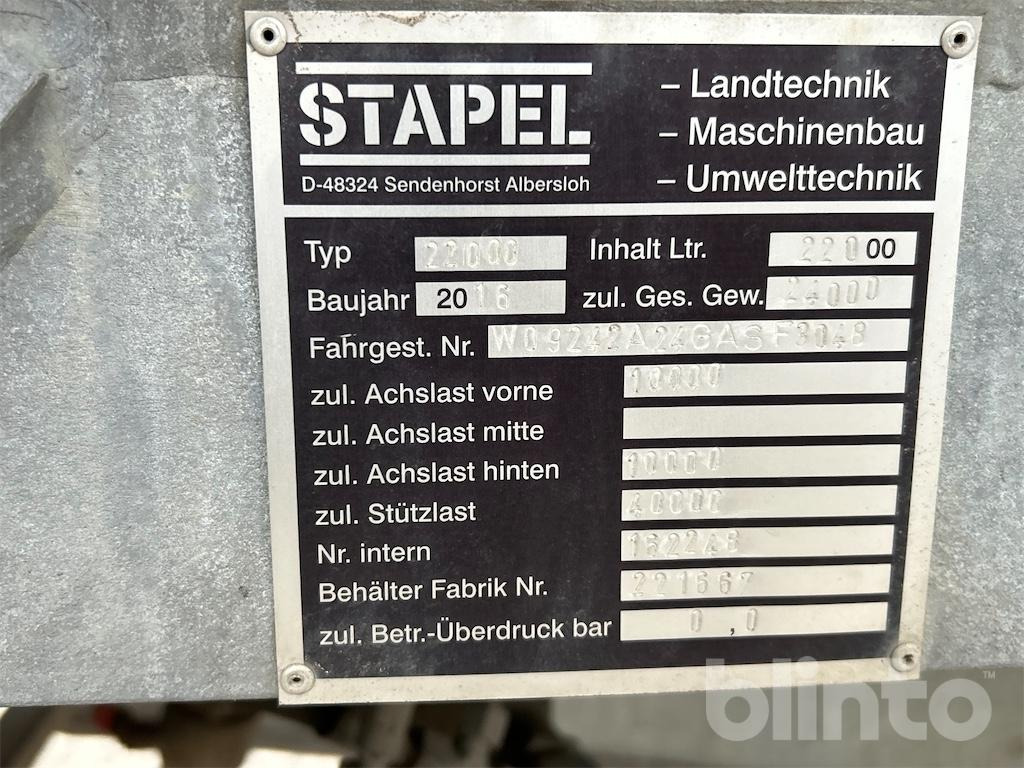 STAPEL
D-48324 Sendenhorst Albersloh
– Landtechnik
– Maschinenbau
– Umwelttechnik
Typ 22000 Inhalt Ltr. 22000
Baujahr 2016 zul. Ges. Gew. 24000
Fahrgest. Nr. W09242A24GASF3048
zul. Achslast vorne 10000
zul. Achslast mitte
zul. Achslast hinten 10000
zul. Stützlast 40000
Nr. intern 162248
Behälter Fabrik Nr. 221667
zul. Betr.-Überdruck bar 0,0
blinto™